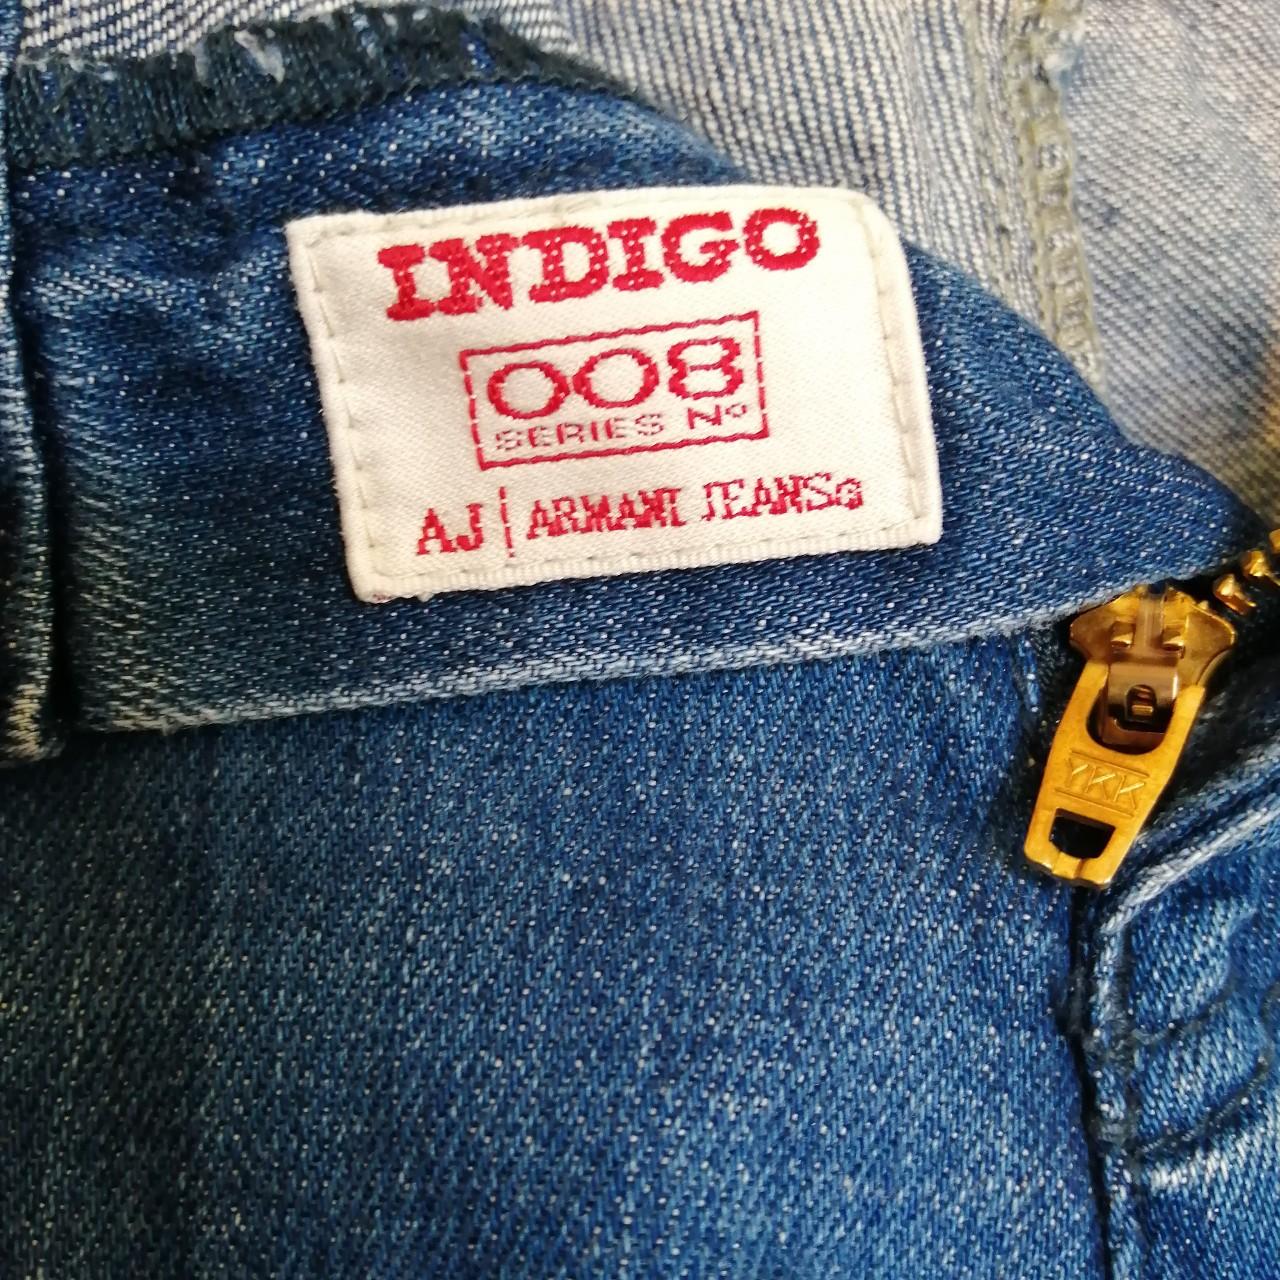 INDIGO
008
SERIES Nº
AJ | ARMANI JEANS®
YKK